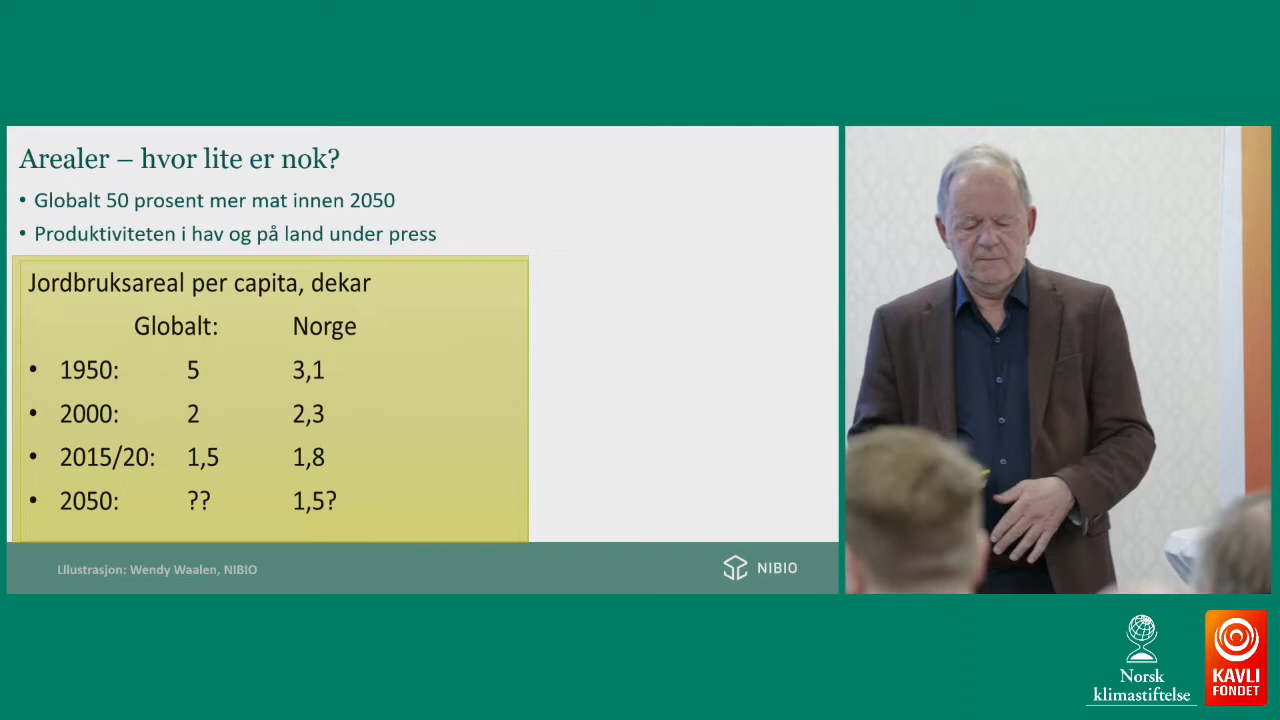 Arealer – hvor lite er nok?
• Globalt 50 prosent mer mat innen 2050
• Produktiviteten i hav og på land under press
Jordbruksareal per capita, dekar
Globalt: Norge
• 1950: 5 3,1
• 2000: 2 2,3
• 2015/20: 1,5 1,8
• 2050: ?? 1,5?
Lllustrasjon: Wendy Waalen, NIBIO
NIBIO
Norsk
klimastiftelse
KAVLI
FONDET